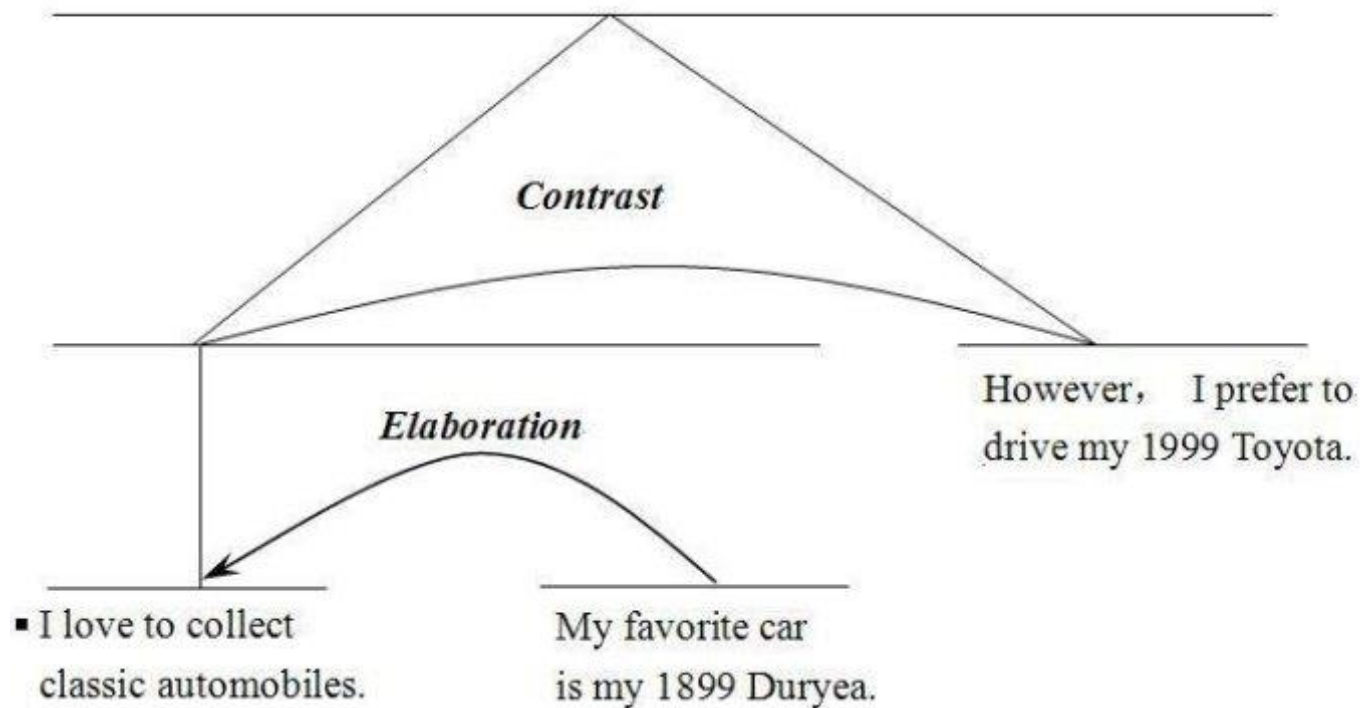 Contrast
Elaboration
However， I prefer to
drive my 1999 Toyota.
▪ I love to collect
classic automobiles.
My favorite car
is my 1899 Duryea.